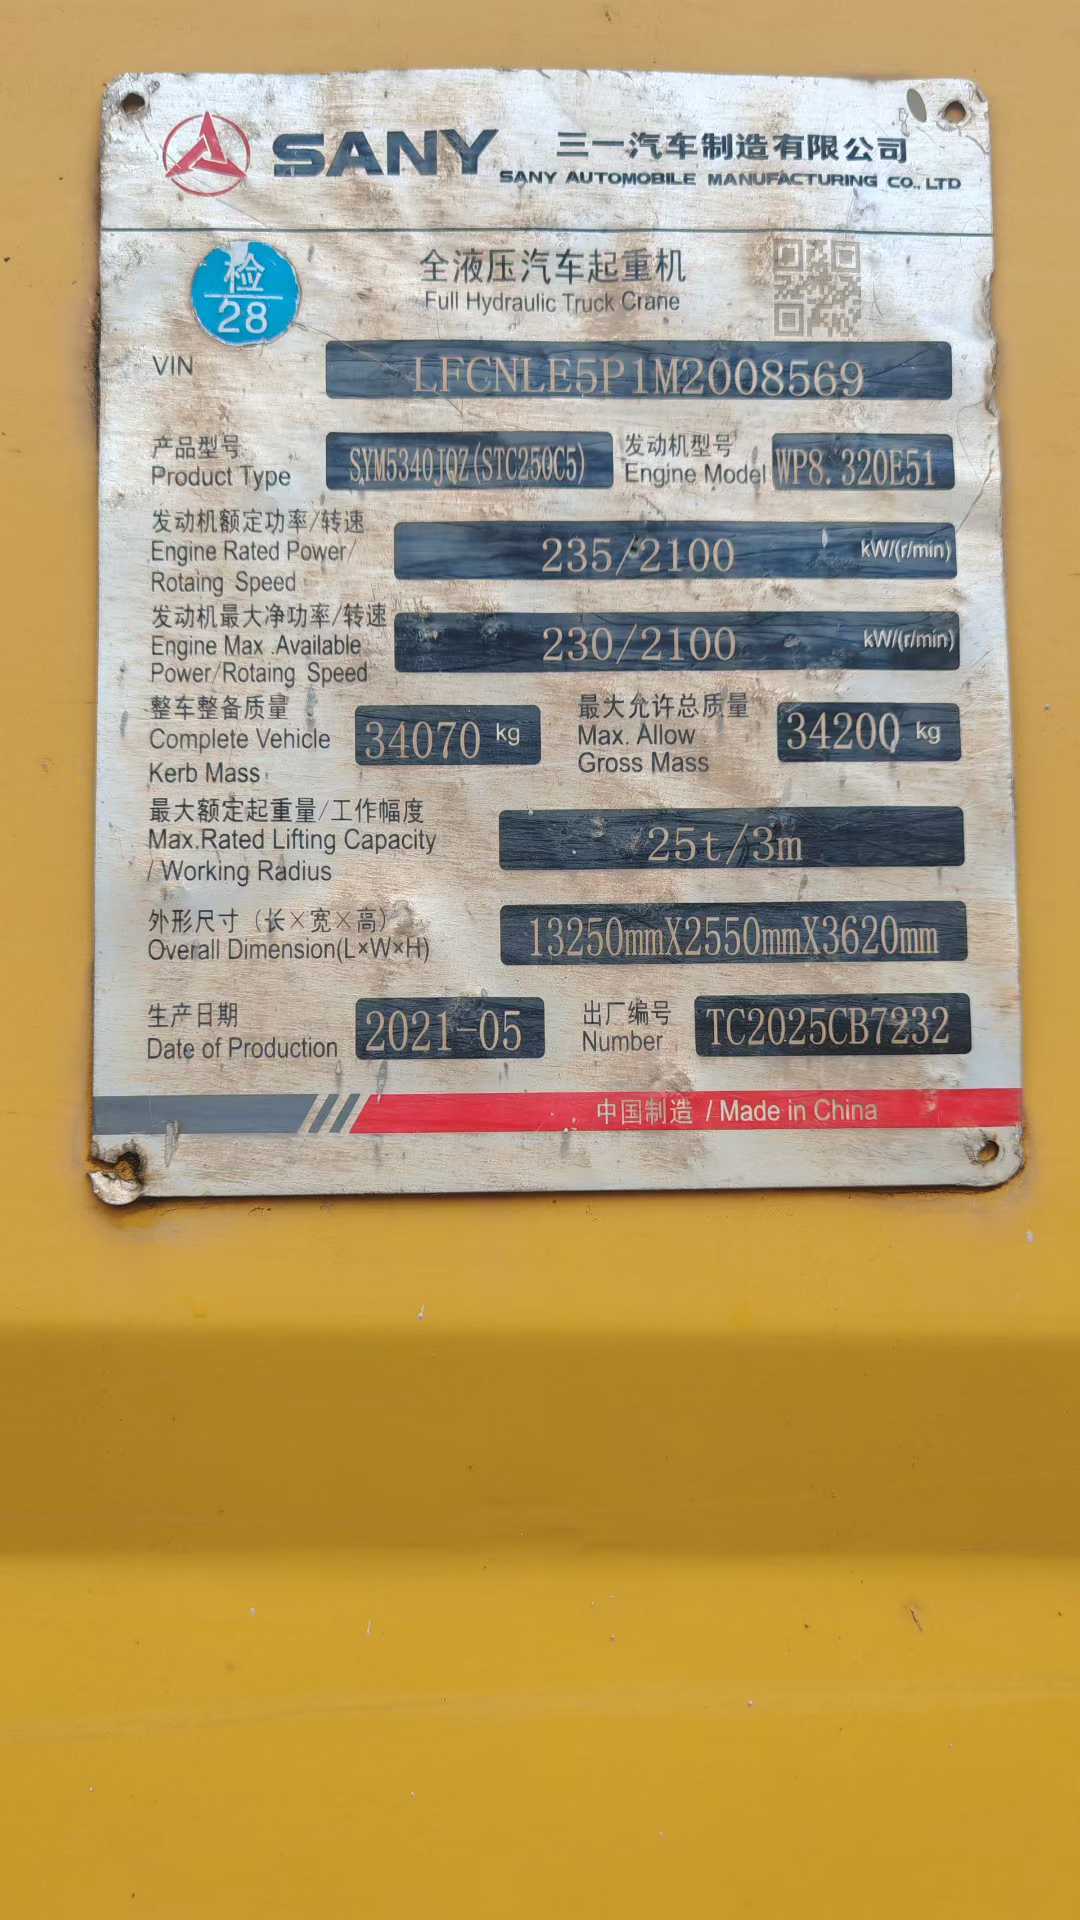 SANY 三一汽车制造有限公司
SANY AUTOMOBILE MANUFACTURING CO., LTD
检
28
全液压汽车起重机
Full Hydraulic Truck Crane
VIN LFCNLE5P1M2008569
产品型号
Product Type SYM5340JQZ(STC250C5)
发动机型号
Engine Model WP8.320E51
发动机额定功率/转速
Engine Rated Power/
Rotaing Speed
235/2100 kW/(r/min)
发动机最大净功率/转速
Engine Max .Available
Power/Rotaing Speed
230/2100 kW/(r/min)
整车整备质量
Complete Vehicle
Kerb Mass
34070 kg
最大允许总质量
Max. Allow
Gross Mass
34200 kg
最大额定起重量/工作幅度
Max.Rated Lifting Capacity
/ Working Radius
25t/3m
外形尺寸（长×宽×高）
Overall Dimension(L×W×H)
13250mmX2550mmX3620mm
生产日期
Date of Production
2021-05
出厂编号
Number
TC2025CB7232
中国制造 / Made in China